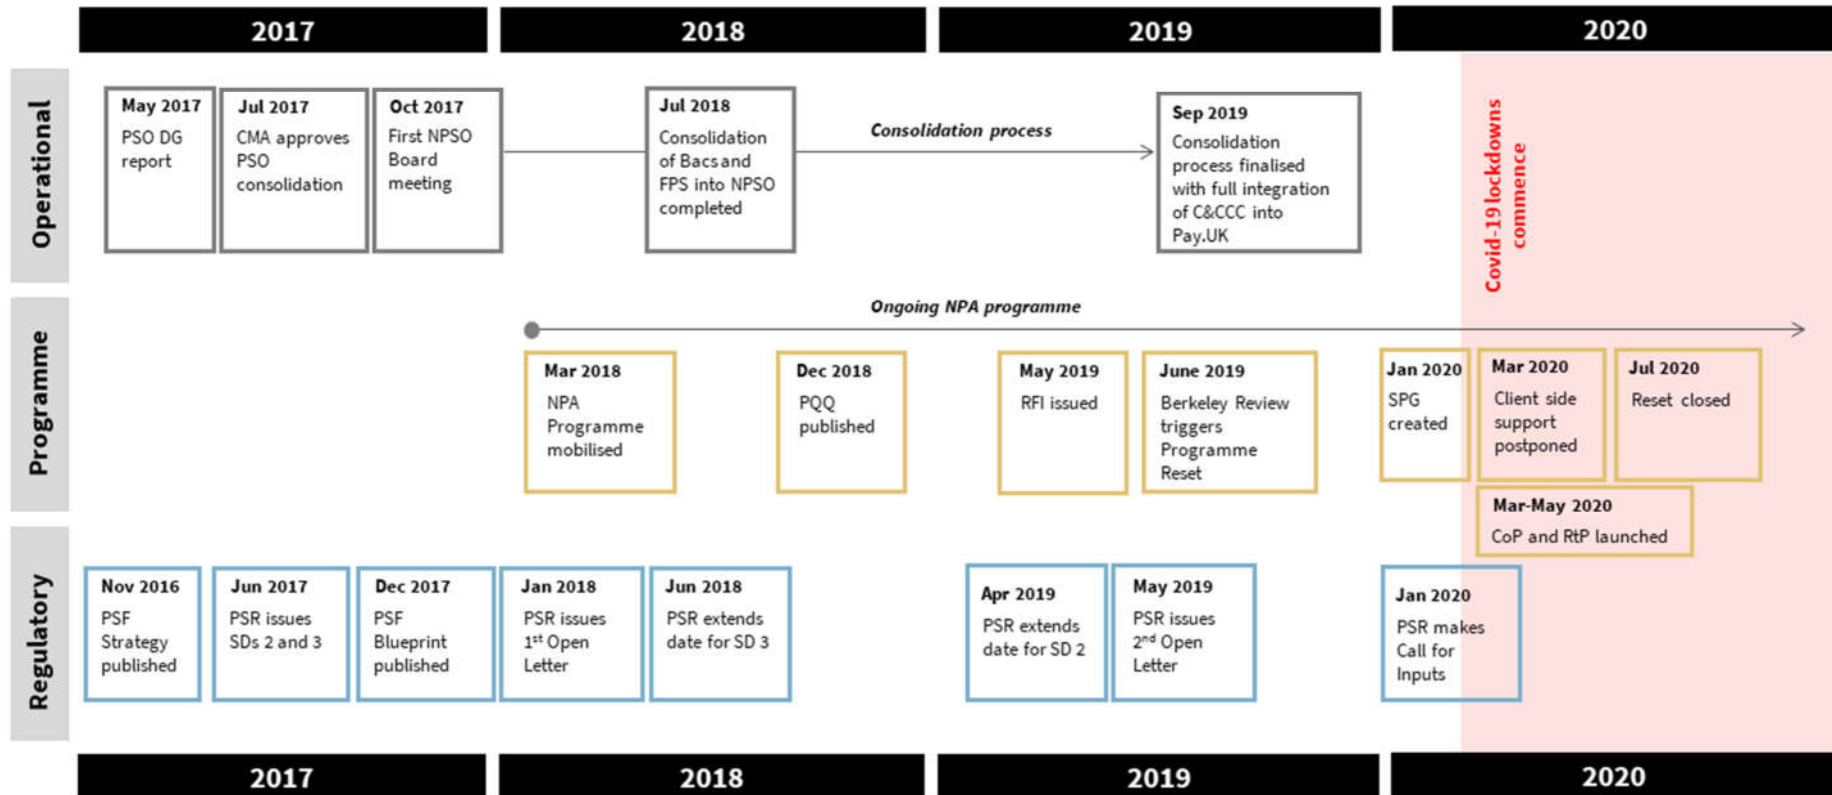 2017
2018
2019
2020
Operational
May 2017
PSO DG
report
Jul 2017
CMA approves
PSO
consolidation
Oct 2017
First NPSO
Board
meeting
Jul 2018
Consolidation
of Bacs and
FPS into NPSO
completed
Consolidation process
Sep 2019
Consolidation
process finalised
with full integration
of C&CCC into
Pay.UK
Covid-19 lockdowns
commence
Programme
Ongoing NPA programme
Mar 2018
NPA
Programme
mobilised
Dec 2018
PQQ
published
May 2019
RFI issued
June 2019
Berkeley Review
triggers
Programme
Reset
Jan 2020
SPG
created
Mar 2020
Client side
support
postponed
Jul 2020
Reset closed
Mar-May 2020
CoP and RtP launched
Regulatory
Nov 2016
PSF
Strategy
published
Jun 2017
PSR issues
SDs 2 and 3
Dec 2017
PSF
Blueprint
published
Jan 2018
PSR issues
1st Open
Letter
Jun 2018
PSR extends
date for SD 3
Apr 2019
PSR extends
date for SD 2
May 2019
PSR issues
2nd Open
Letter
Jan 2020
PSR makes
Call for
Inputs
2017
2018
2019
2020